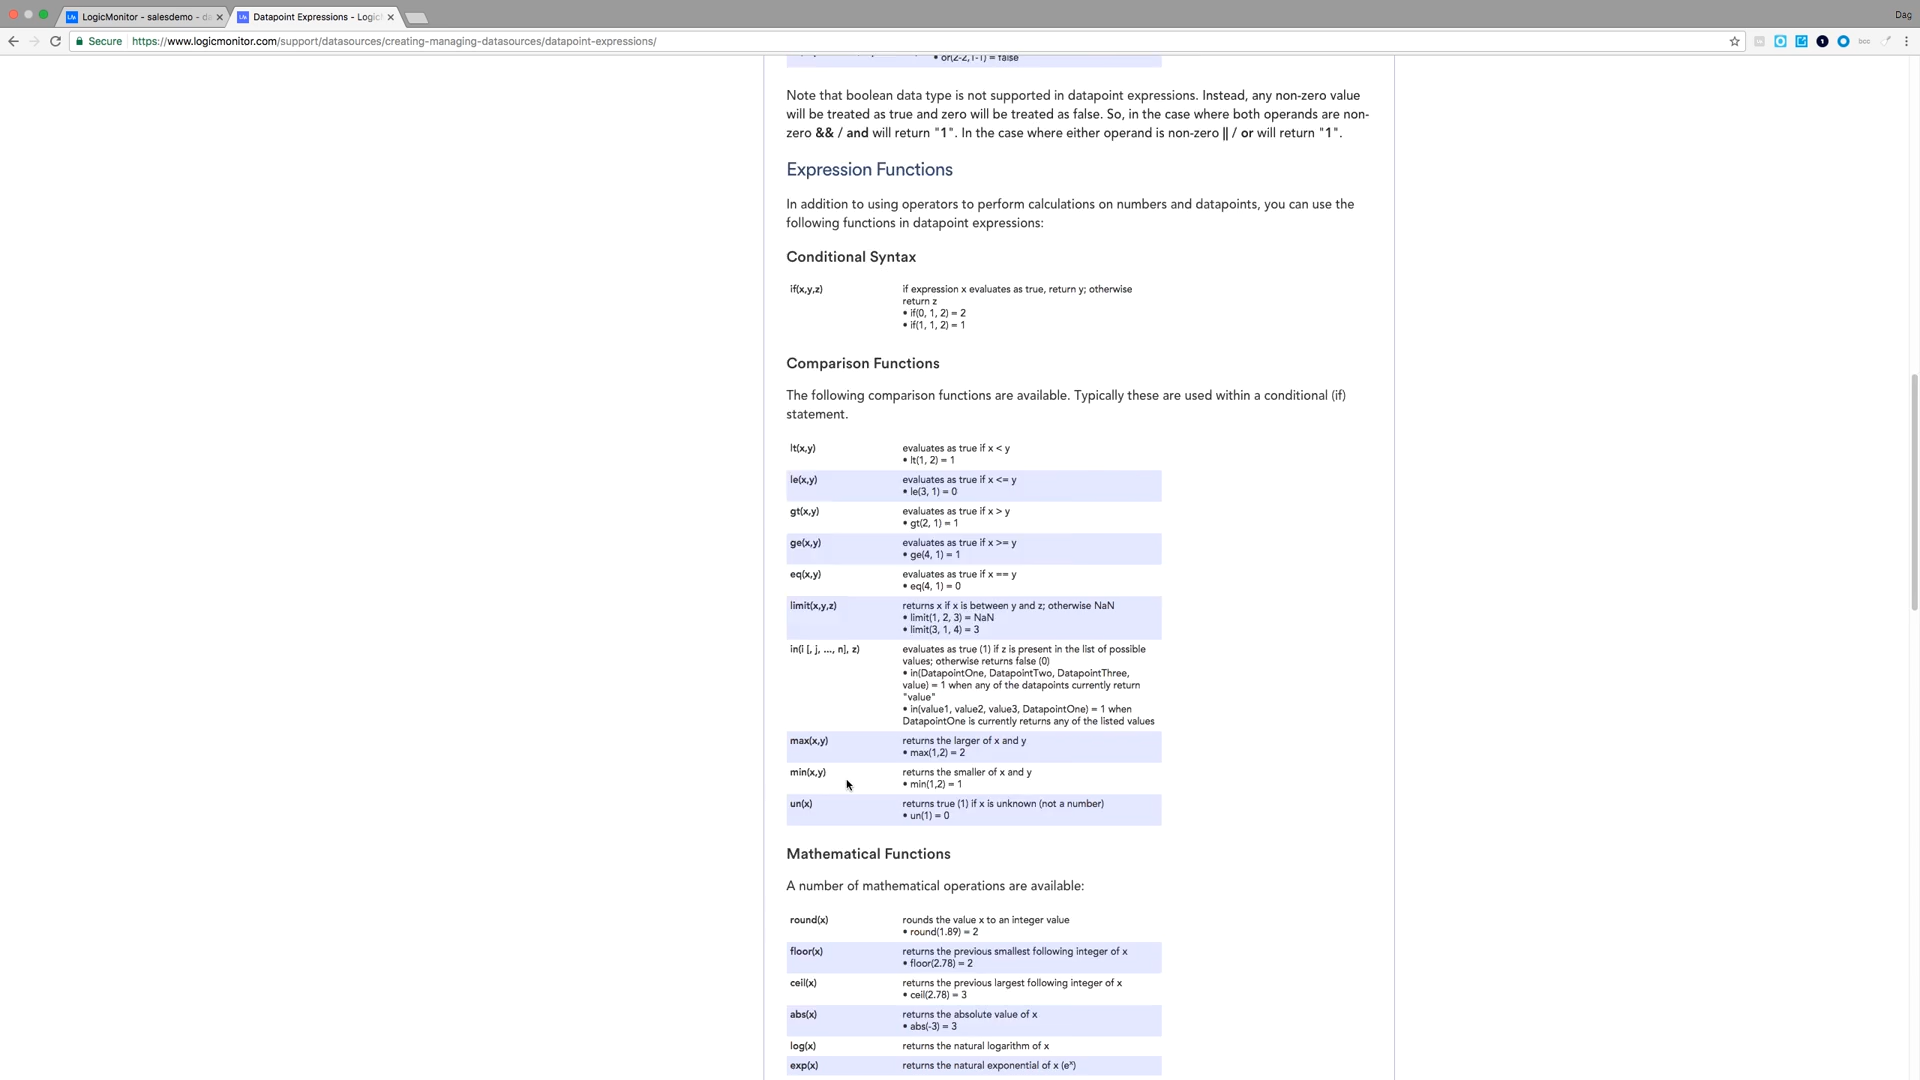 LogicMonitor - salesdemo - da
Datapoint Expressions - Logic
Dag
Secure
https://www.logicmonitor.com/support/datasources/creating-managing-datasources/datapoint-expressions/
• or(2-2,1-1) = false
Note that boolean data type is not supported in datapoint expressions. Instead, any non-zero value
will be treated as true and zero will be treated as false. So, in the case where both operands are non-
zero && / and will return "1". In the case where either operand is non-zero || / or will return "1".
Expression Functions
In addition to using operators to perform calculations on numbers and datapoints, you can use the
following functions in datapoint expressions:
Conditional Syntax
if(x,y,z) if expression x evaluates as true, return y; otherwise
return z
• if(0, 1, 2) = 2
• if(1, 1, 2) = 1
Comparison Functions
The following comparison functions are available. Typically these are used within a conditional (if)
statement.
lt(x,y) evaluates as true if x < y
• lt(1, 2) = 1
le(x,y) evaluates as true if x <= y
• le(3, 1) = 0
gt(x,y) evaluates as true if x > y
• gt(2, 1) = 1
ge(x,y) evaluates as true if x >= y
• ge(4, 1) = 1
eq(x,y) evaluates as true if x == y
• eq(4, 1) = 0
limit(x,y,z) returns x if x is between y and z; otherwise NaN
• limit(1, 2, 3) = NaN
• limit(3, 1, 4) = 3
in(i [, j, ..., n], z) evaluates as true (1) if z is present in the list of possible
values; otherwise returns false (0)
• in(DatapointOne, DatapointTwo, DatapointThree,
value) = 1 when any of the datapoints currently return
"value"
• in(value1, value2, value3, DatapointOne) = 1 when
DatapointOne is currently returns any of the listed values
max(x,y) returns the larger of x and y
• max(1,2) = 2
min(x,y) returns the smaller of x and y
• min(1,2) = 1
un(x) returns true (1) if x is unknown (not a number)
• un(1) = 0
Mathematical Functions
A number of mathematical operations are available:
round(x) rounds the value x to an integer value
• round(1.89) = 2
floor(x) returns the previous smallest following integer of x
• floor(2.78) = 2
ceil(x) returns the previous largest following integer of x
• ceil(2.78) = 3
abs(x) returns the absolute value of x
• abs(-3) = 3
log(x) returns the natural logarithm of x
exp(x) returns the natural exponential of x (eˣ)